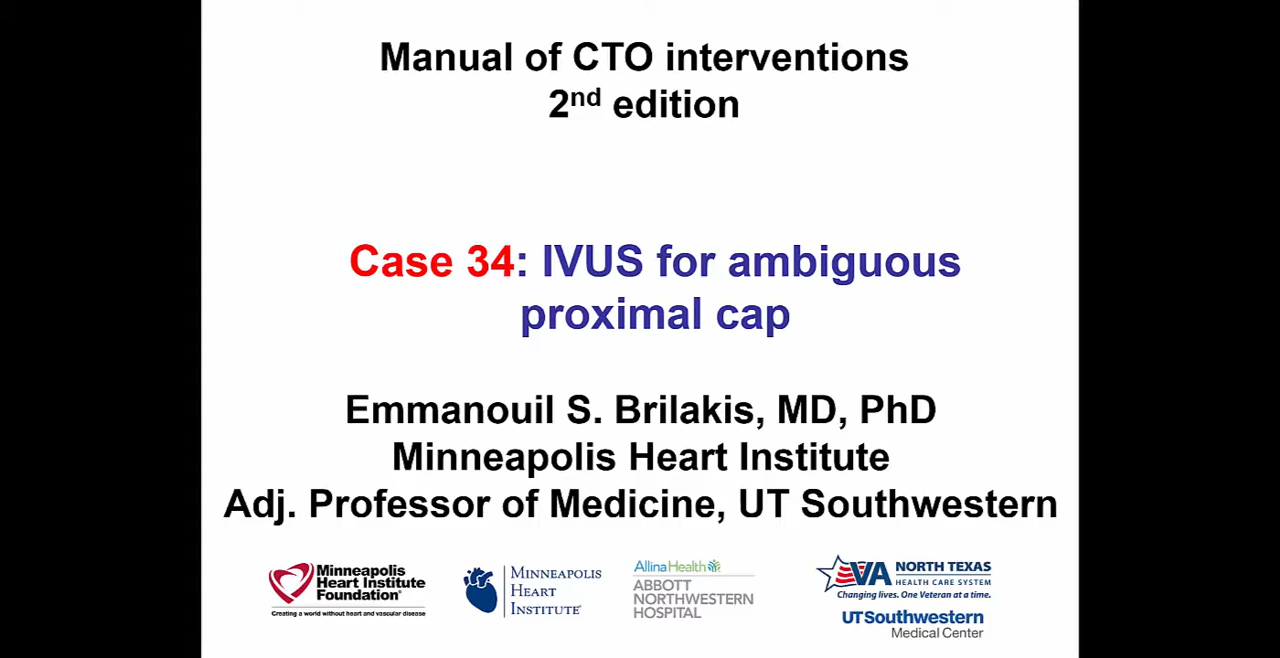 Manual of CTO interventions
2nd edition
Case 34: IVUS for ambiguous
proximal cap
Emmanouil S. Brilakis, MD, PhD
Minneapolis Heart Institute
Adj. Professor of Medicine, UT Southwestern
Minneapolis
Heart Institute
Foundation®
Creating a world without heart and vascular disease
MINNEAPOLIS
HEART
INSTITUTE®
Allina Health
ABBOTT
NORTHWESTERN
HOSPITAL
VA NORTH TEXAS
HEALTH CARE SYSTEM
Changing lives. One Veteran at a time.
UTSouthwestern
Medical Center